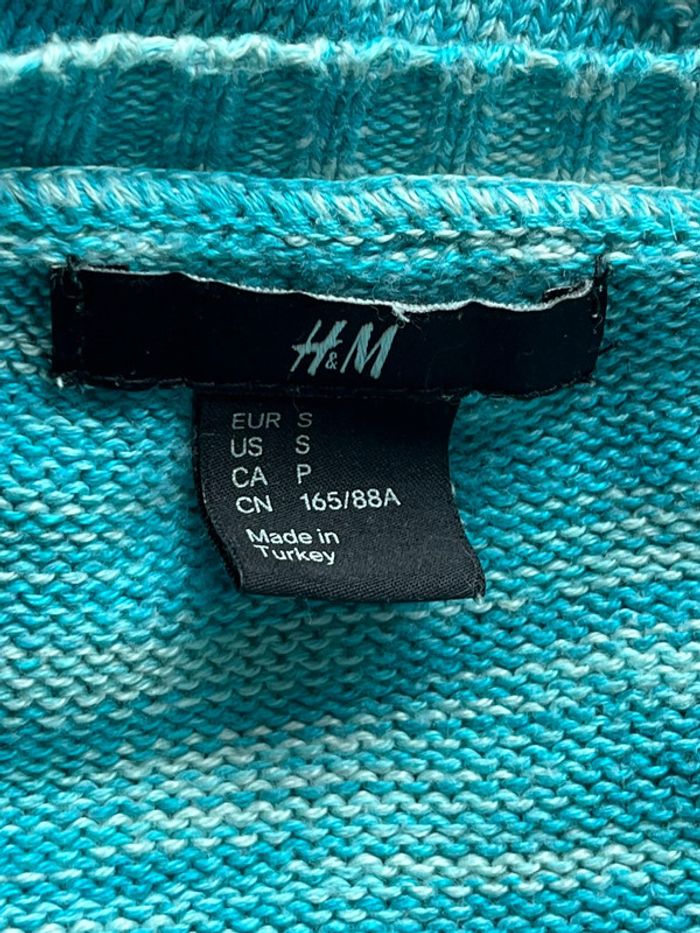 H&M
EUR S
US S
CA P
CN 165/88A
Made in
Turkey